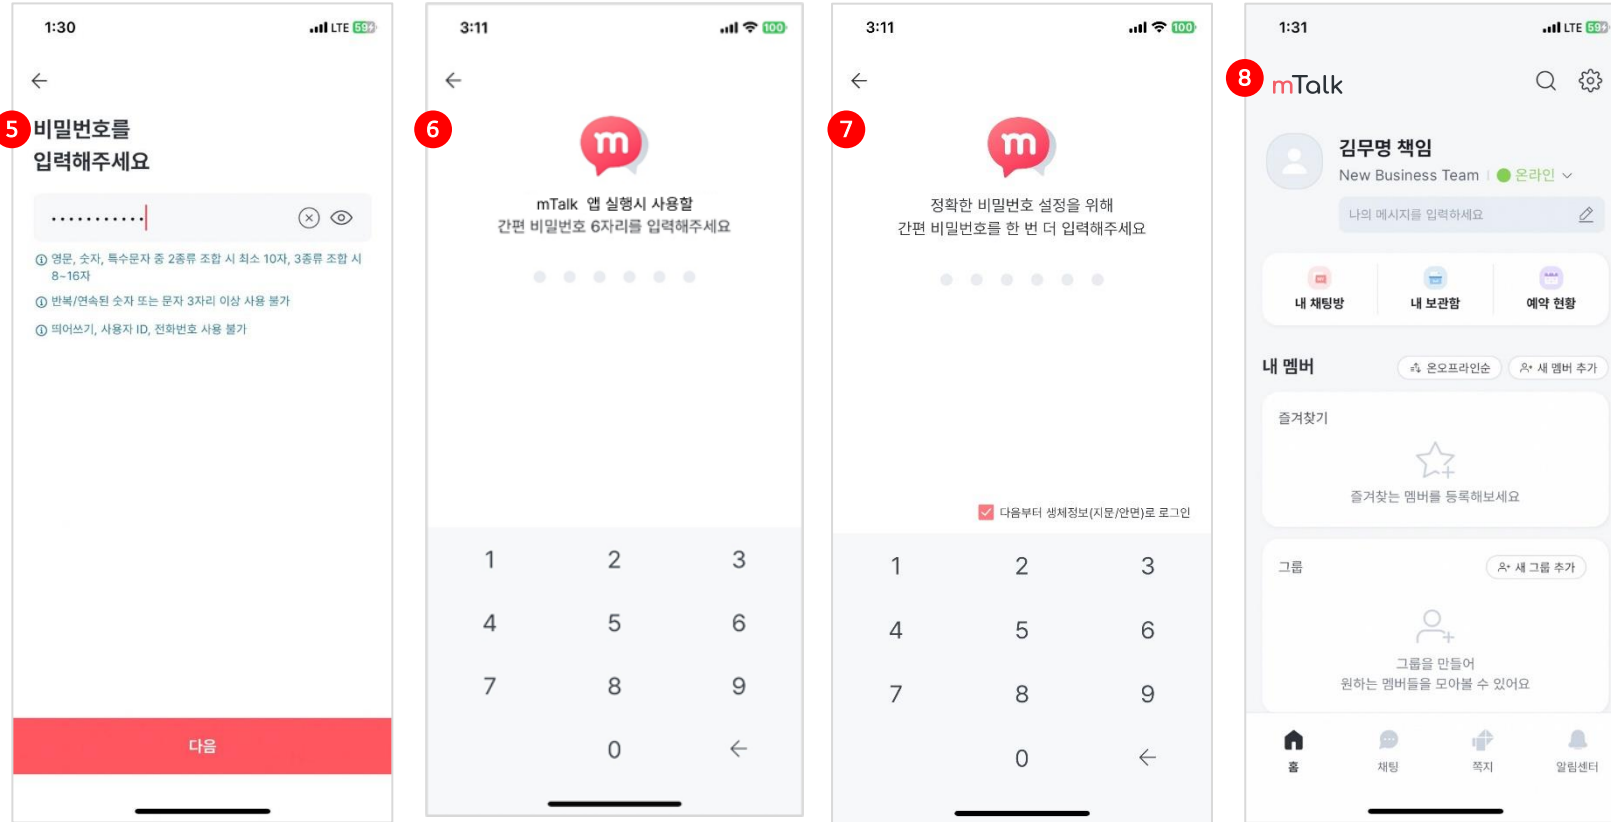 1:30
LTE 59
5
비밀번호를
입력해주세요
영문, 숫자, 특수문자 중 2종류 조합 시 최소 10자, 3종류 조합 시
8~16자
반복/연속된 숫자 또는 문자 3자리 이상 사용 불가
띄어쓰기, 사용자 ID, 전화번호 사용 불가
다음
3:11
100
6
m
mTalk 앱 실행시 사용할
간편 비밀번호 6자리를 입력해주세요
1 2 3
4 5 6
7 8 9
0
3:11
100
7
m
정확한 비밀번호 설정을 위해
간편 비밀번호를 한 번 더 입력해주세요
다음부터 생체정보(지문/안면)로 로그인
1 2 3
4 5 6
7 8 9
0
1:31
LTE 59
8
mTalk
김무명 책임
New Business Team
온라인
나의 메시지를 입력하세요
내 채팅방
내 보관함
예약 현황
내 멤버
온오프라인순
새 멤버 추가
즐겨찾기
즐겨찾는 멤버를 등록해보세요
그룹
새 그룹 추가
그룹을 만들어
원하는 멤버들을 모아볼 수 있어요
홈
채팅
쪽지
알림센터